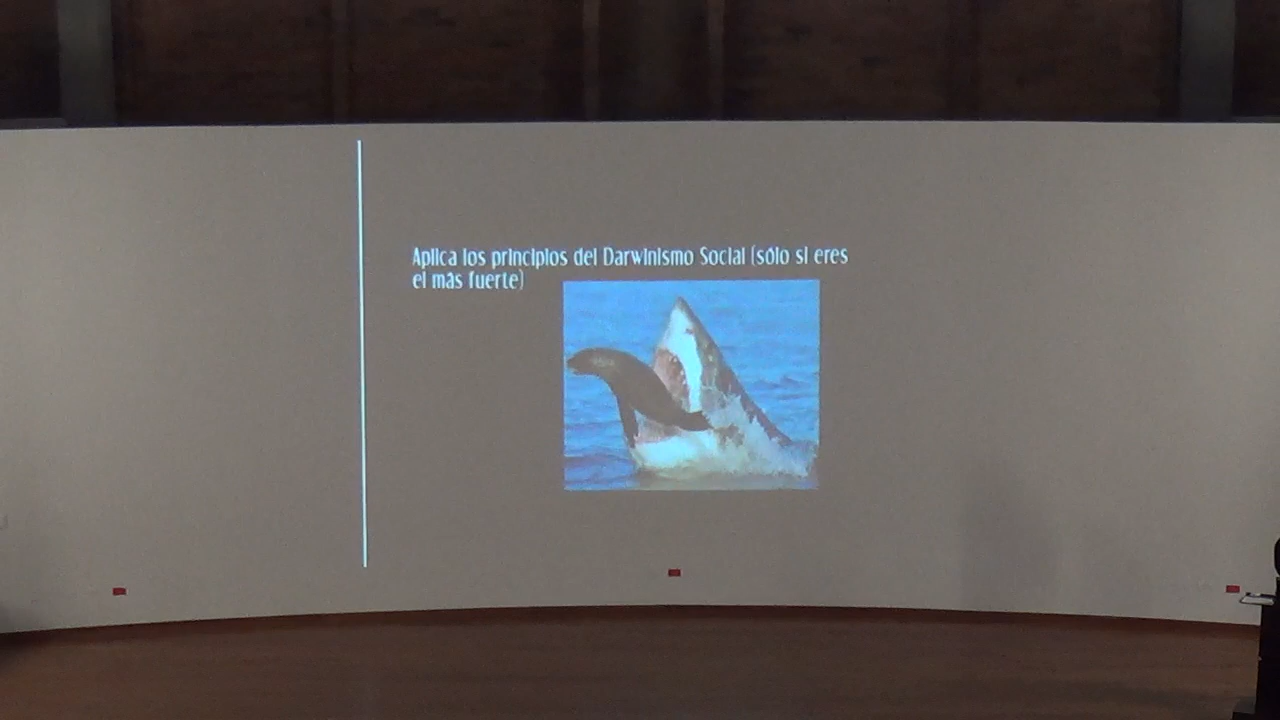 Aplica los principios del Darwinismo Social (sólo si eres
el más fuerte)